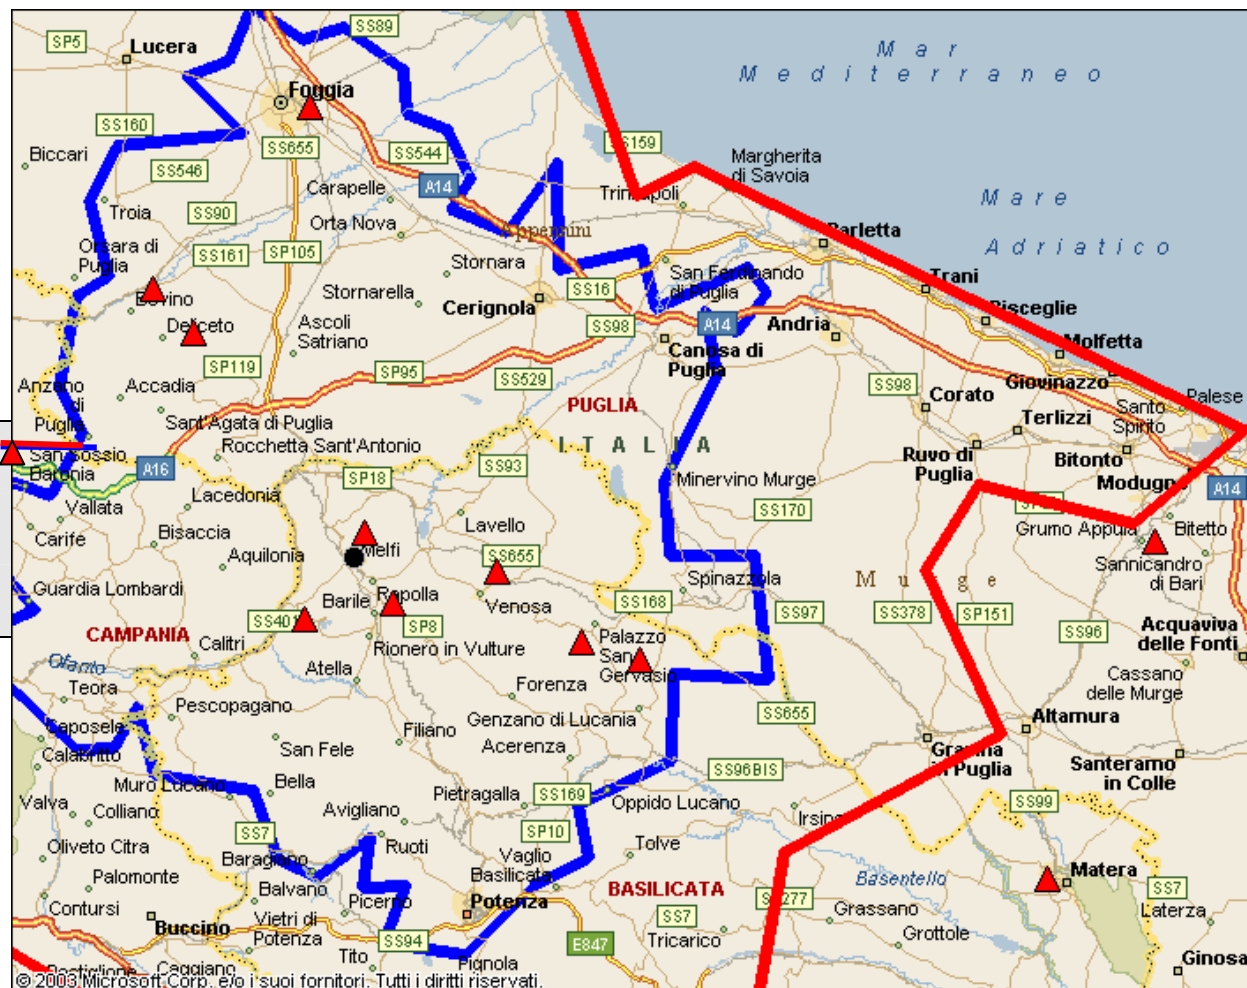 SS89
SP5
Lucera
Mar
Mediterraneo
Foggia
SS160
SS655
SS159
Biccari
SS546
SS544
Margherita
di Savoia
Carapelle
A14
Troia
SS90
Orta Nova
Appennini
Mare
Adriatico
Barletta
Orsara di
Puglia
SS161
SP105
Stornara
San Ferdinando
di Puglia
Trani
Bovino
Stornarella
Cerignola
SS16
Bisceglie
Deliceto
Ascoli
Satriano
SS98
A14
Andria
Molfetta
SP119
SP95
Canosa di
Puglia
Anzano
di
Puglia
Accadia
SS529
SS98
Giovinazzo
Corato
Palese
Sant'Agata di Puglia
PUGLIA
Terlizzi
Santo
Spirito
Rocchetta Sant'Antonio
ITALIA
Ruvo di
Puglia
Bitonto
San Sossio
Baronia
A16
SS93
SP18
Minervino Murge
Modugno
A14
Lacedonia
Vallata
Bisaccia
Lavello
SS170
Carife
Grumo Appula
Bitetto
Aquilonia
Melfi
SS655
Sannicandro
di Bari
Guardia Lombardi
Rapolla
Spinazzola
Barile
Venosa
SS168
SS97
SS378
SP151
CAMPANIA
SS401
SP8
SS96
Acquaviva
delle Fonti
Calitri
Rionero in Vulture
Palazzo
San
Gervasio
Ofanto
Atella
Cassano
delle Murge
Teora
Forenza
Pescopagano
Genzano di Lucania
SS655
Caposele
Filiano
Altamura
Calabritto
San Fele
Acerenza
Gravina
in Puglia
Santeramo
in Colle
Bella
SS96BIS
Muro Lucano
Pietragalla
SS169
Oppido Lucano
SS99
Valva
Colliano
Avigliano
SS7
SP10
Oliveto Citra
Ruoti
Tolve
Baragiano
Vaglio
Basilicata
Palomonte
Balvano
BASILICATA
Basentello
Matera
Contursi
Picerno
Potenza
SS7
SS7
Buccino
Vietri di
Potenza
Grassano
Laterza
SS94
E847
Tricarico
Grottole
Tito
Pignola
Ginosa
Caggiano
© 2003 Microsoft Corp. e/o i suoi fornitori. Tutti i diritti riservati.